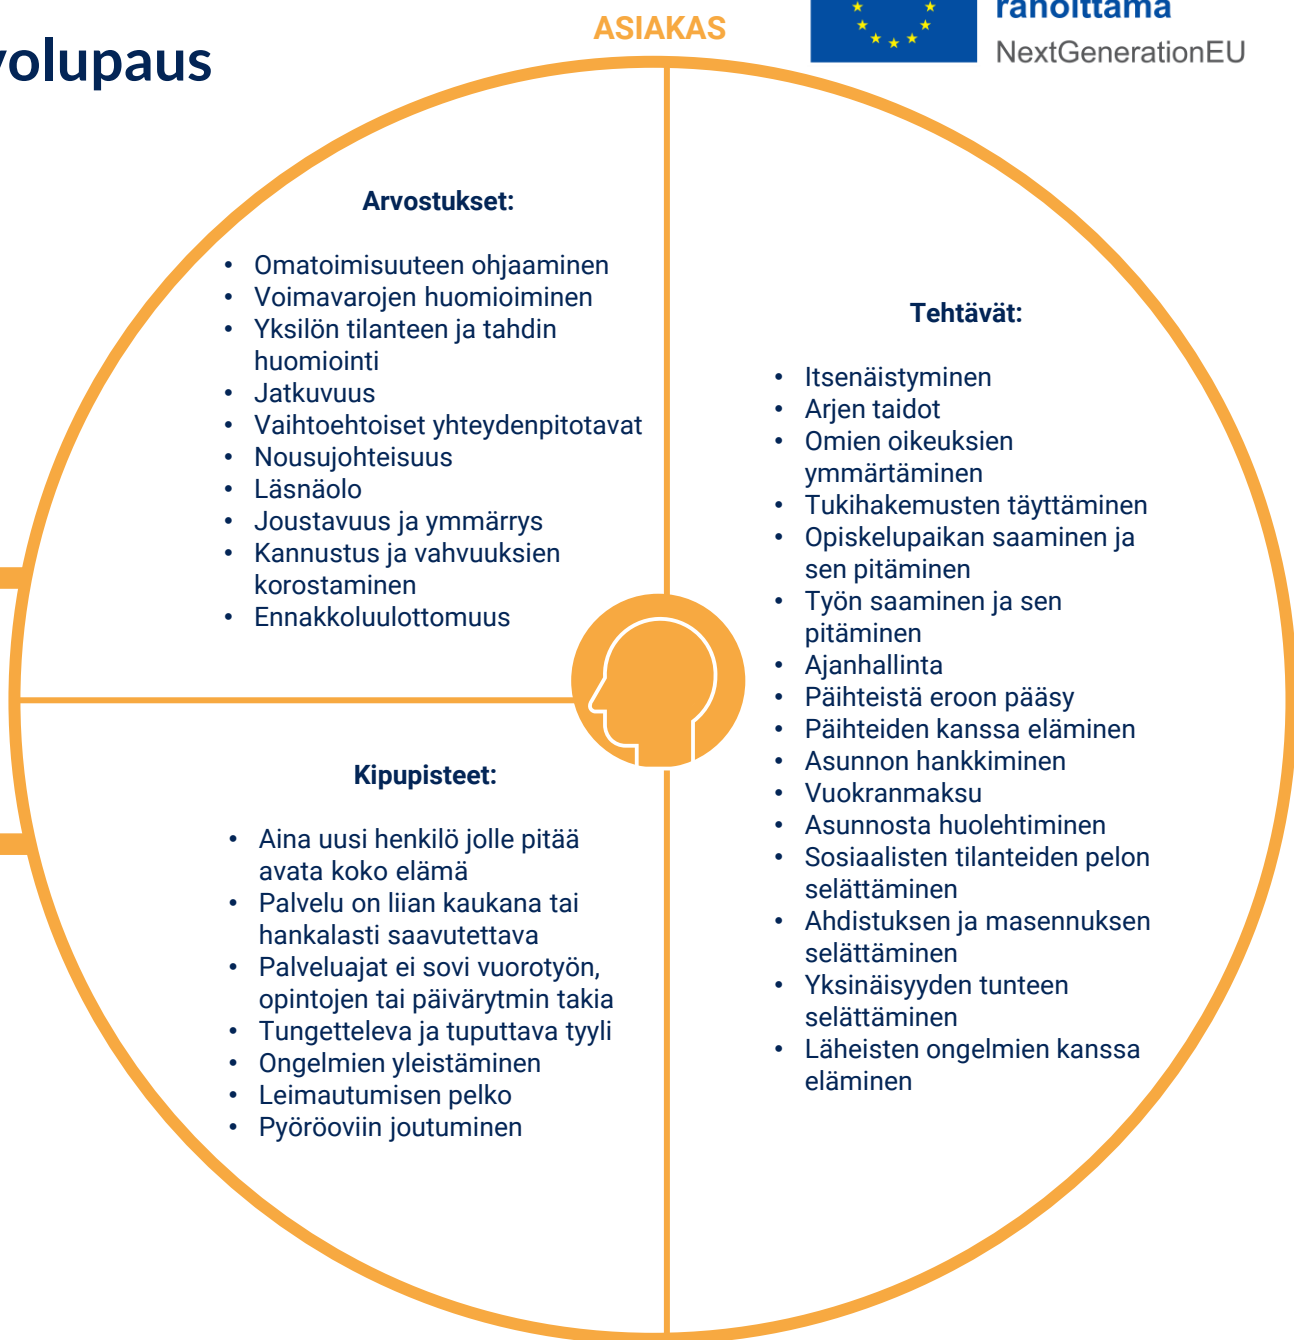 volupaus
ASIAKAS
rahoittama
NextGenerationEU
Arvostukset:
• Omatoimisuuteen ohjaaminen
• Voimavarojen huomioiminen
• Yksilön tilanteen ja tahdin
huomiointi
• Jatkuvuus
• Vaihtoehtoiset yhteydenpitotavat
• Nousujohteisuus
• Läsnäolo
• Joustavuus ja ymmärrys
• Kannustus ja vahvuuksien
korostaminen
• Ennakkoluulottomuus
Kipupisteet:
• Aina uusi henkilö jolle pitää
avata koko elämä
• Palvelu on liian kaukana tai
hankalasti saavutettava
• Palveluajat ei sovi vuorotyön,
opintojen tai päivärytmin takia
• Tungetteleva ja tuputtava tyyli
• Ongelmien yleistäminen
• Leimautumisen pelko
• Pyöröoviin joutuminen
Tehtävät:
• Itsenäistyminen
• Arjen taidot
• Omien oikeuksien
ymmärtäminen
• Tukihakemusten täyttäminen
• Opiskelupaikan saaminen ja
sen pitäminen
• Työn saaminen ja sen
pitäminen
• Ajanhallinta
• Päihteistä eroon pääsy
• Päihteiden kanssa eläminen
• Asunnon hankkiminen
• Vuokranmaksu
• Asunnosta huolehtiminen
• Sosiaalisten tilanteiden pelon
selättäminen
• Ahdistuksen ja masennuksen
selättäminen
• Yksinäisyyden tunteen
selättäminen
• Läheisten ongelmien kanssa
eläminen